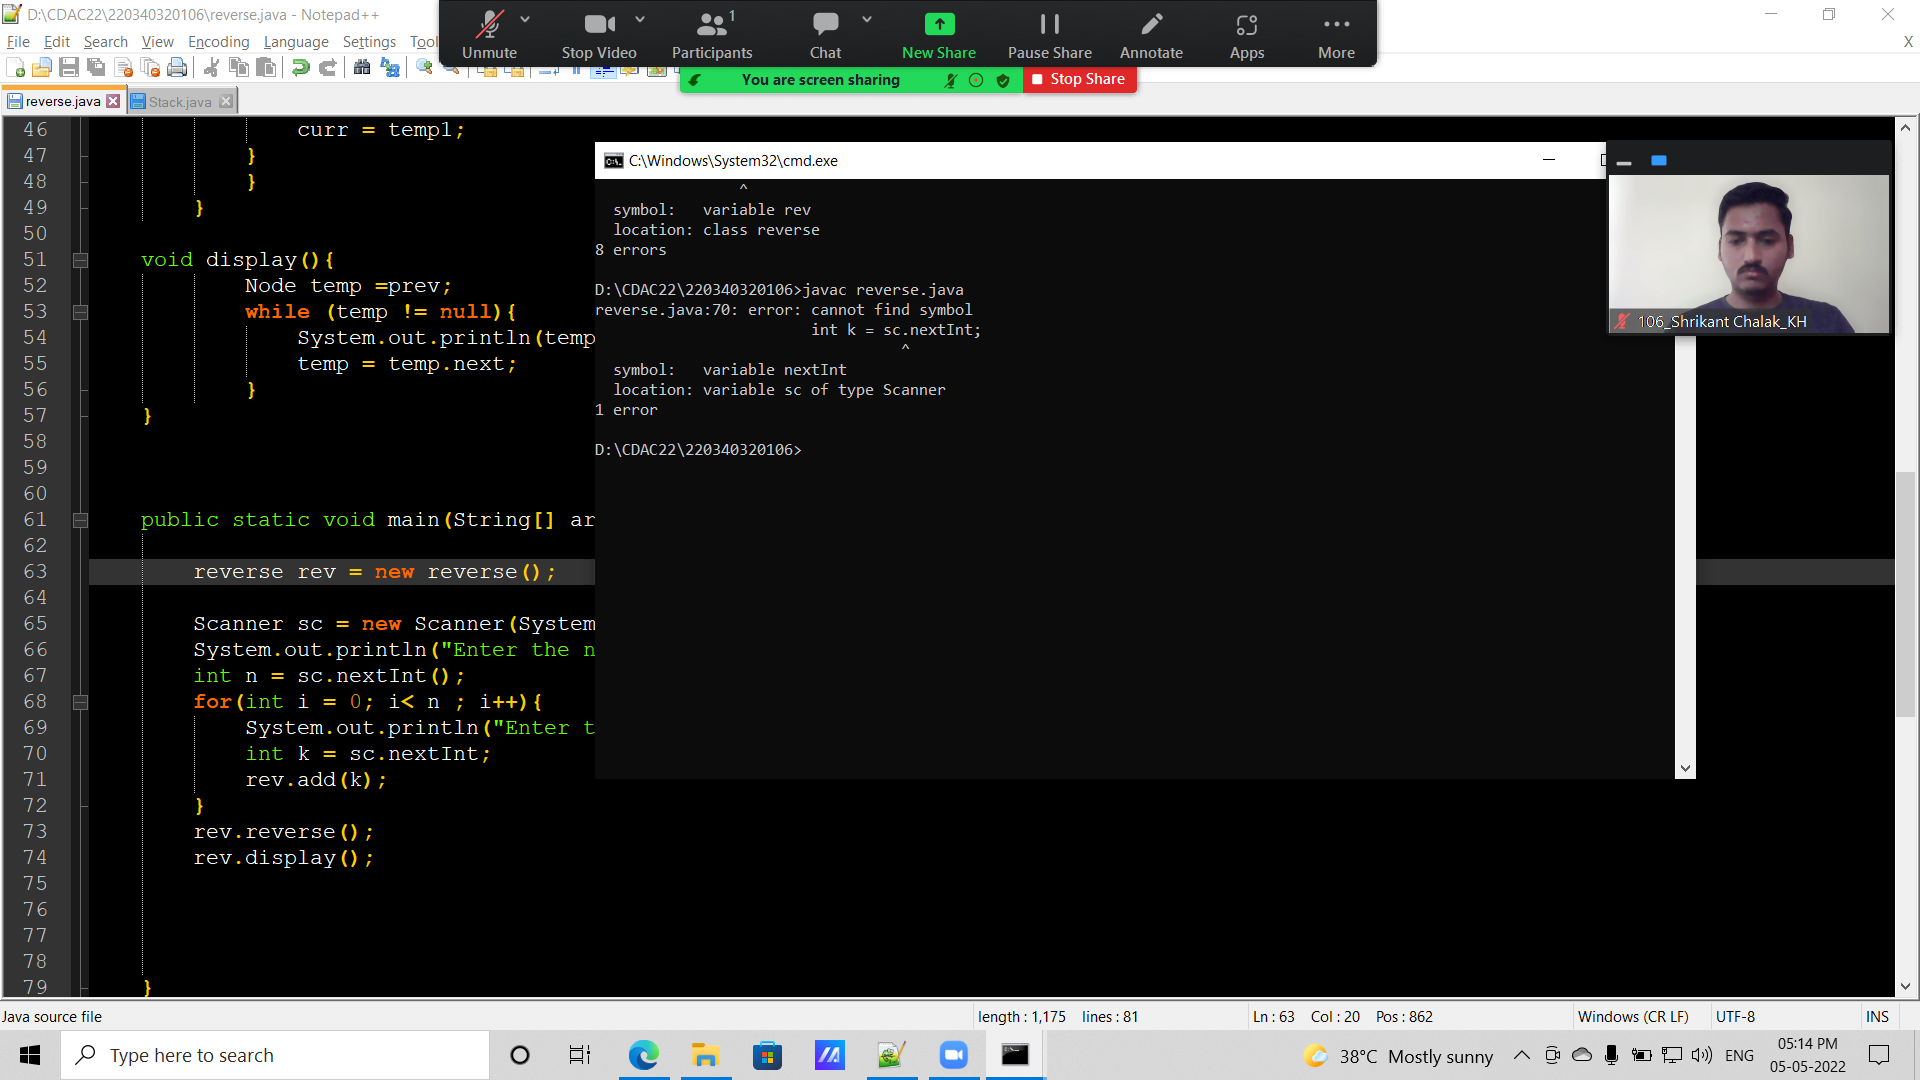 D:\CDAC22\220340320106\reverse.java - Notepad++
File Edit Search View Encoding Language Settings Tool
X
Unmute
Stop Video
1
Participants
Chat
New Share
Pause Share
Annotate
Apps
More
You are screen sharing
Stop Share
reverse.java
Stack.java
46 curr = temp1;
47 }
48 }
49 }
50
51 void display(){
52 Node temp =prev;
53 while (temp != null){
54 System.out.println(temp
55 temp = temp.next;
56 }
57 }
58
59
60
61 public static void main(String[] ar
62
63 reverse rev = new reverse();
64
65 Scanner sc = new Scanner(System
66 System.out.println("Enter the n
67 int n = sc.nextInt();
68 for(int i = 0; i< n ; i++){
69 System.out.println("Enter t
70 int k = sc.nextInt;
71 rev.add(k);
72 }
73 rev.reverse();
74 rev.display();
75
76
77
78
79 }
C:\Windows\System32\cmd.exe
^
symbol: variable rev
location: class reverse
8 errors
D:\CDAC22\220340320106>javac reverse.java
reverse.java:70: error: cannot find symbol
int k = sc.nextInt;
^
symbol: variable nextInt
location: variable sc of type Scanner
1 error
D:\CDAC22\220340320106>
106_Shrikant Chalak_KH
Java source file
length : 1,175 lines : 81
Ln : 63 Col : 20 Pos : 862
Windows (CR LF)
UTF-8
INS
Type here to search
38°C Mostly sunny
ENG
05:14 PM
05-05-2022